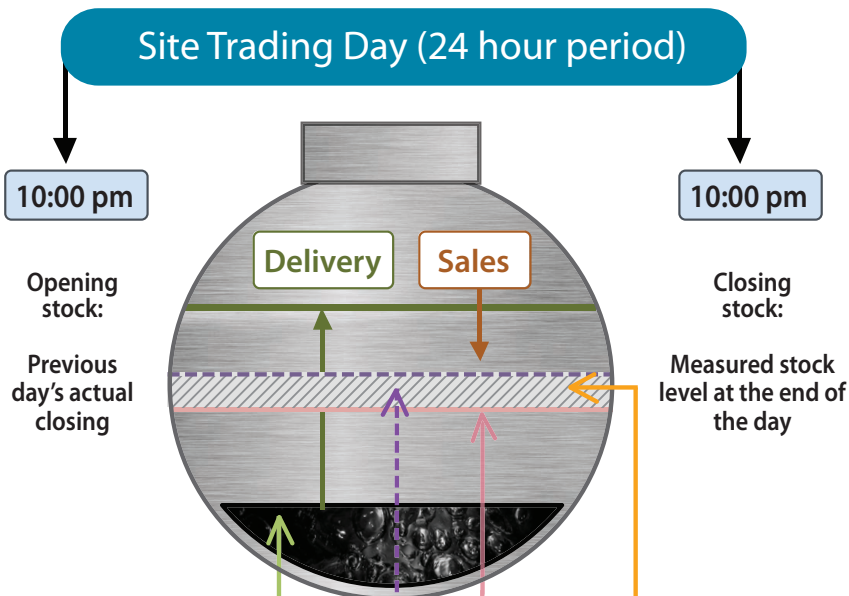 Site Trading Day (24 hour period)
10:00 pm
10:00 pm
Delivery
Sales
Opening
stock:
Previous
day's actual
closing
Closing
stock:
Measured stock
level at the end of
the day